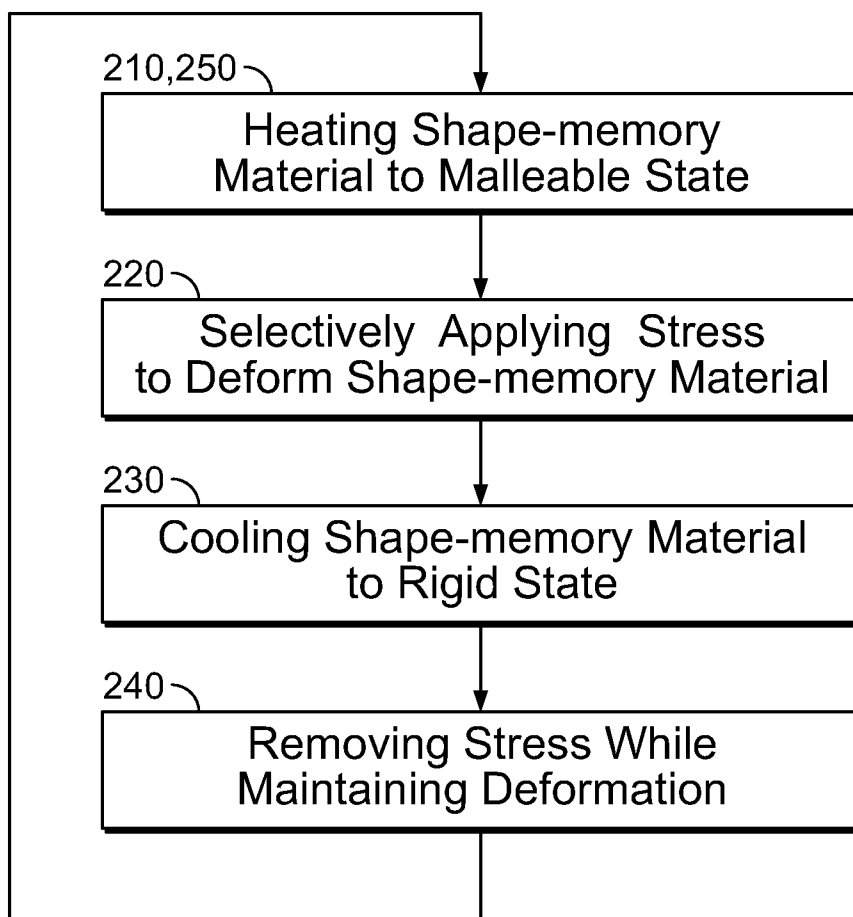 210,250
Heating Shape-memory
Material to Malleable State
220
Selectively Applying Stress
to Deform Shape-memory Material
230
Cooling Shape-memory Material
to Rigid State
240
Removing Stress While
Maintaining Deformation